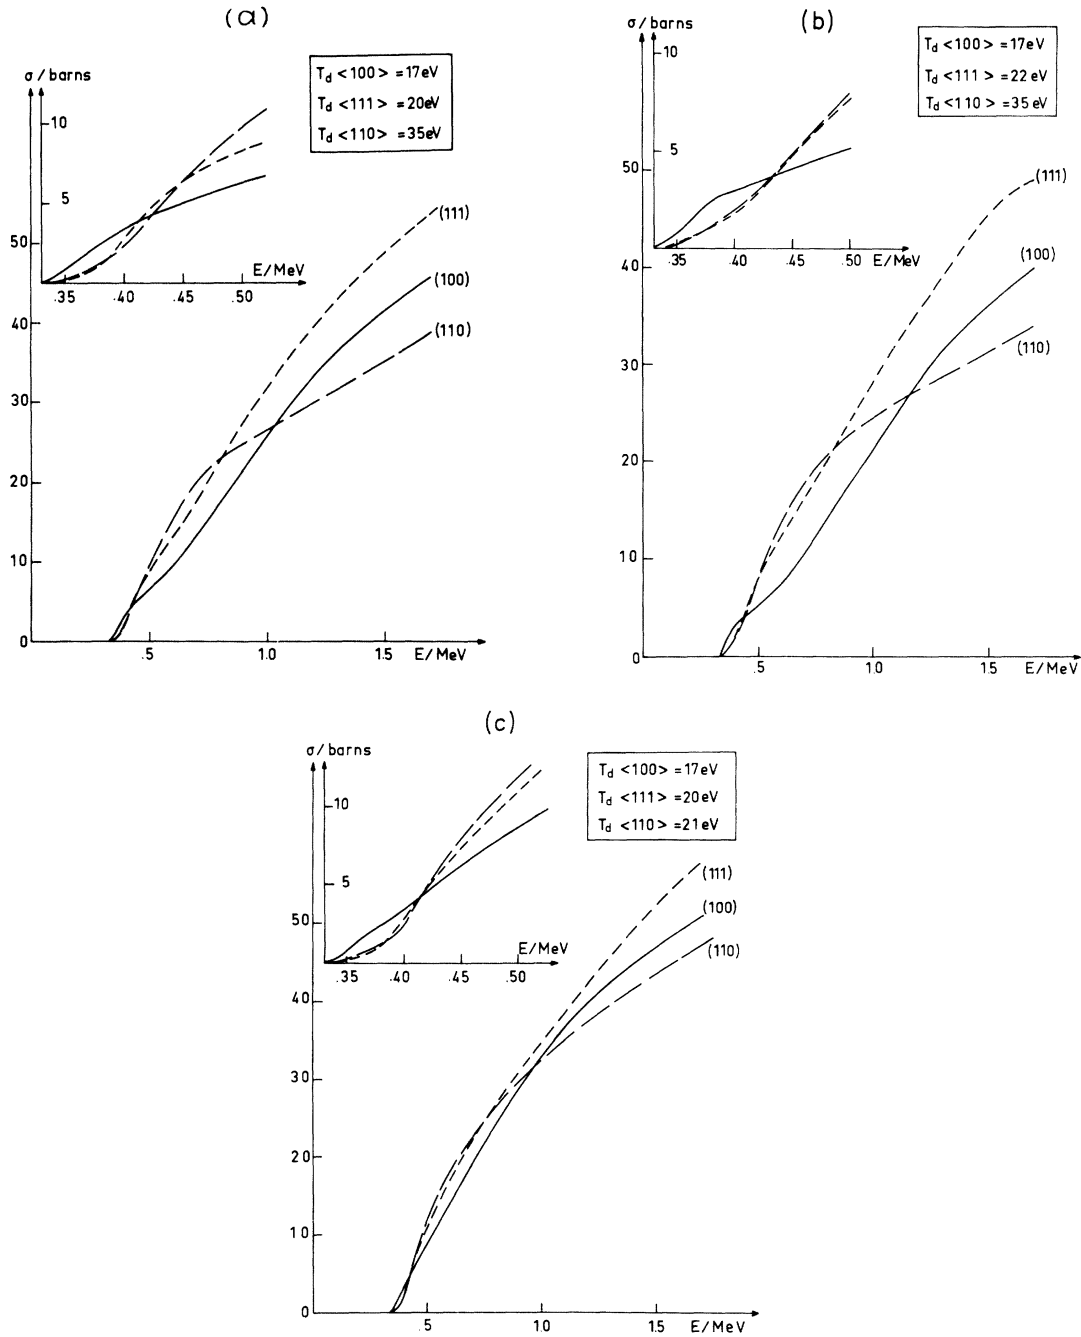 (a)
σ/barns
10
5
.35 .40 .45 .50 E/MeV
T_d <100> =17eV
T_d <111> =20eV
T_d <110> =35eV
50
40
30
20
10
0
.5 1.0 1.5 E/MeV
(111)
(100)
(110)
(b)
σ/barns
10
5
.35 .40 .45 .50 E/MeV
T_d <100> =17eV
T_d <111> =22eV
T_d <110> =35eV
50
40
30
20
10
0
.5 1.0 1.5 E/MeV
(111)
(100)
(110)
(c)
σ/barns
10
5
.35 .40 .45 .50 E/MeV
T_d <100> =17eV
T_d <111> =20eV
T_d <110> =21eV
50
40
30
20
10
0
.5 1.0 1.5 E/MeV
(111)
(100)
(110)